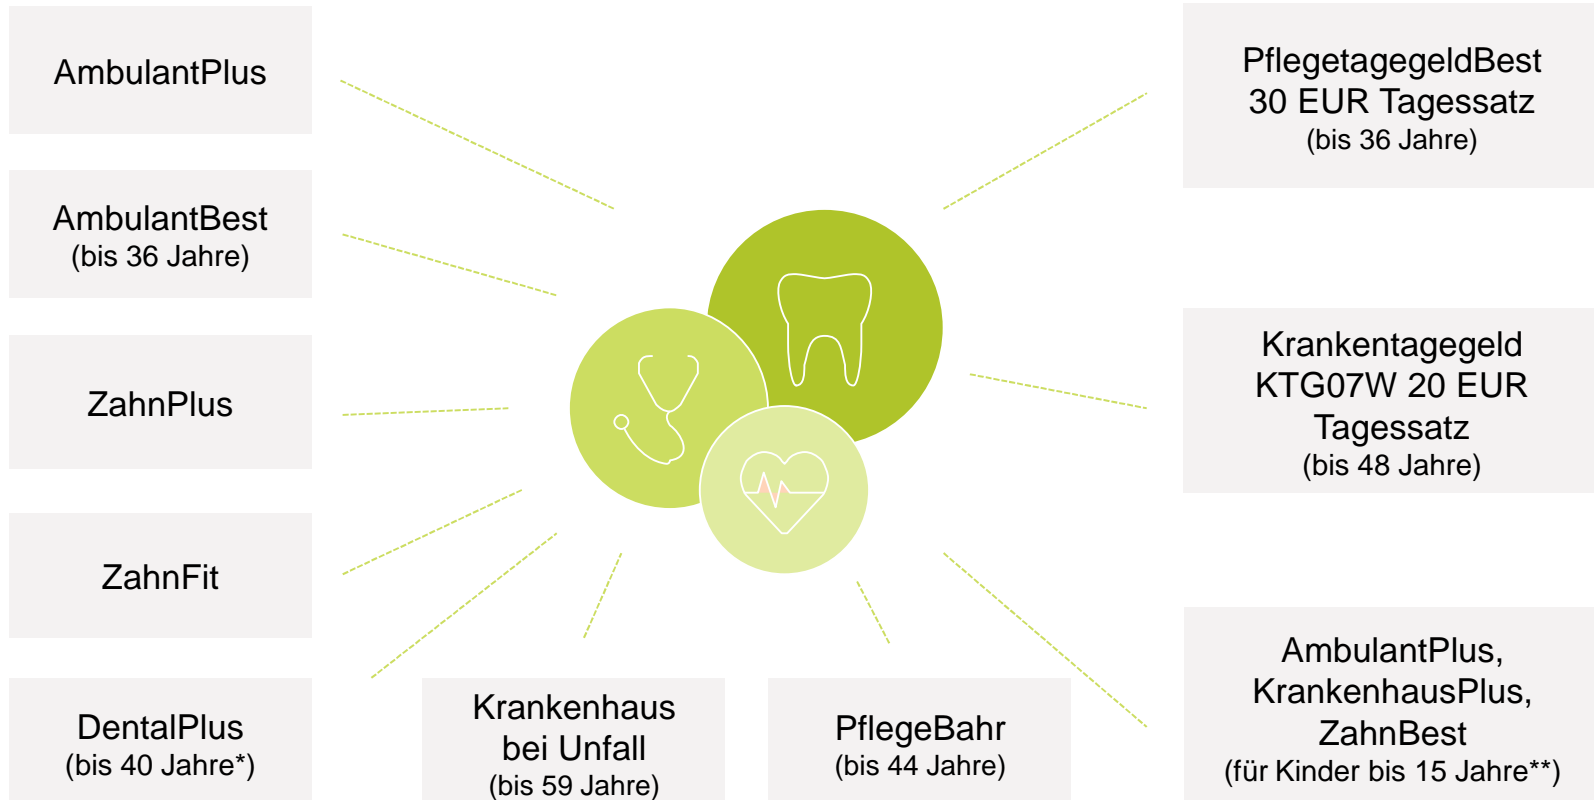 AmbulantPlus
AmbulantBest
(bis 36 Jahre)
ZahnPlus
ZahnFit
DentalPlus
(bis 40 Jahre*)
Krankenhaus
bei Unfall
(bis 59 Jahre)
PflegeBahr
(bis 44 Jahre)
PflegetagegeldBest
30 EUR Tagessatz
(bis 36 Jahre)
Krankentagegeld
KTG07W 20 EUR
Tagessatz
(bis 48 Jahre)
AmbulantPlus,
KrankenhausPlus,
ZahnBest
(für Kinder bis 15 Jahre**)